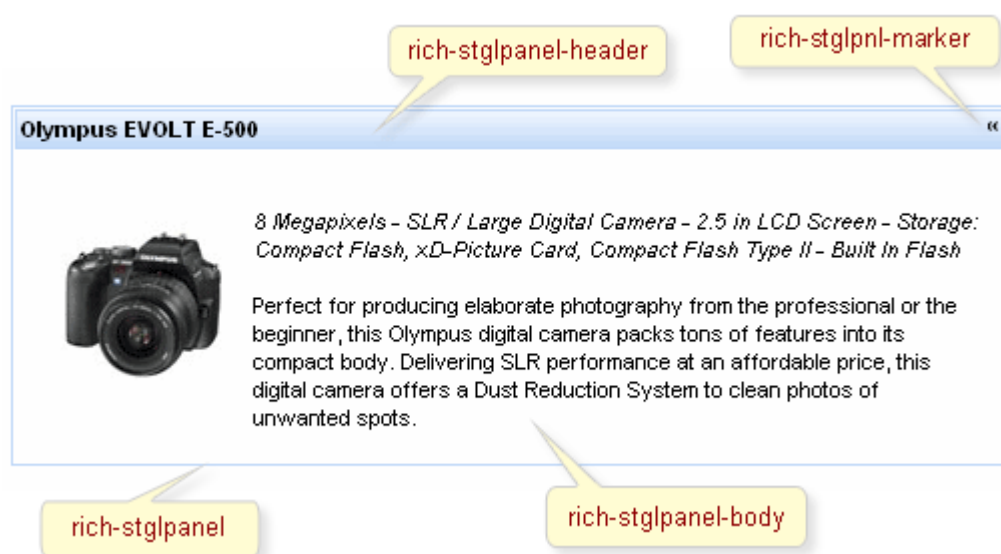 rich-stglpanel-header
rich-stglpnl-marker
Olympus EVOLT E-500 «
8 Megapixels - SLR / Large Digital Camera - 2.5 in LCD Screen - Storage:
Compact Flash, xD-Picture Card, Compact Flash Type II - Built In Flash
OLYMPUS
Perfect for producing elaborate photography from the professional or the
beginner, this Olympus digital camera packs tons of features into its
compact body. Delivering SLR performance at an affordable price, this
digital camera offers a Dust Reduction System to clean photos of
unwanted spots.
rich-stglpanel
rich-stglpanel-body